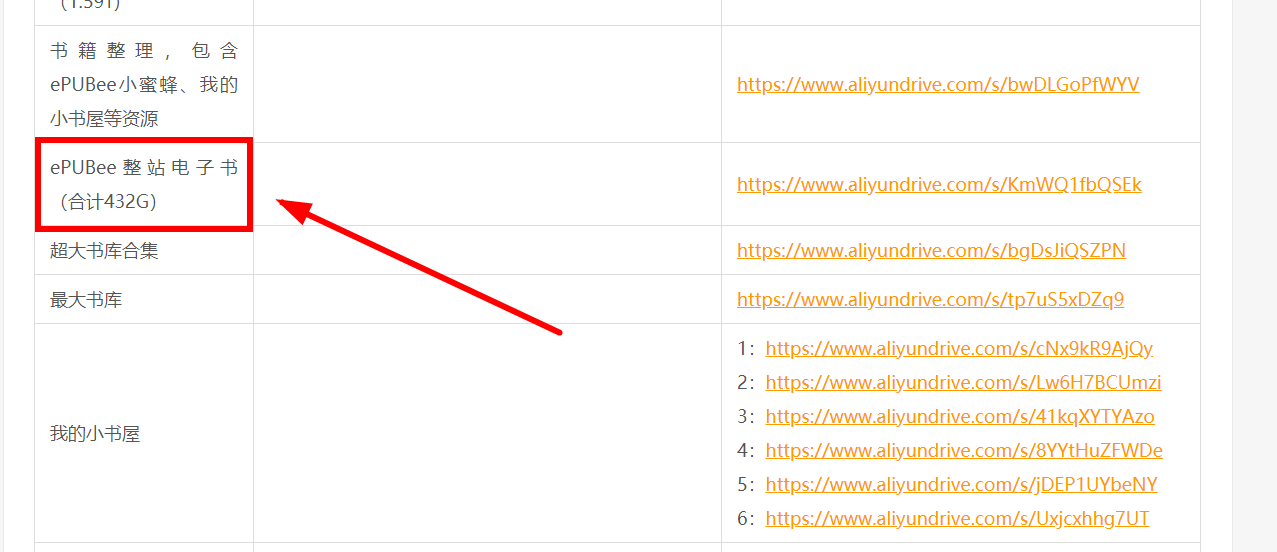 （1.59T）
书籍整理，包含
ePUBee小蜜蜂、我的
小书屋等资源
https://www.aliyundrive.com/s/bwDLGoPfWYV
ePUBee整站电子书
（合计432G）
https://www.aliyundrive.com/s/KmWQ1fbQSEk
超大书库合集
https://www.aliyundrive.com/s/bgDsJiQSZPN
最大书库
https://www.aliyundrive.com/s/tp7uS5xDZq9
我的小书屋
1：https://www.aliyundrive.com/s/cNx9kR9AjQy
2：https://www.aliyundrive.com/s/Lw6H7BCUmzi
3：https://www.aliyundrive.com/s/41kqXYTYAzo
4：https://www.aliyundrive.com/s/8YYtHuZFWDe
5：https://www.aliyundrive.com/s/jDEP1UYbeNY
6：https://www.aliyundrive.com/s/Uxjcxhhg7UT